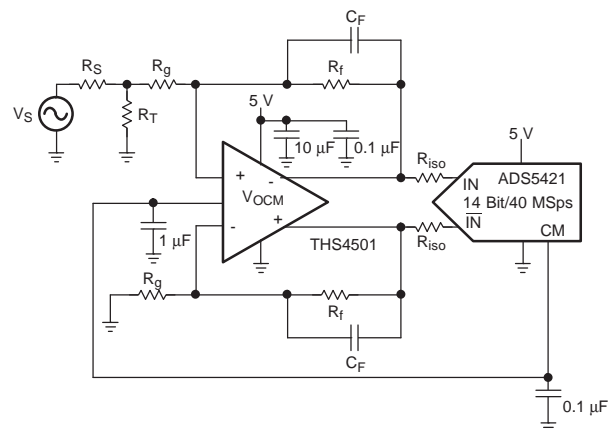 C_F
R_S
R_g
R_f
V_S
R_T
5 V
10 µF
0.1 µF
5 V
R_iso
+
-
IN
ADS5421
V_OCM
14 Bit/40 MSps
1 µF
-
+
IN
THS4501
R_iso
CM
R_g
R_f
C_F
0.1 µF